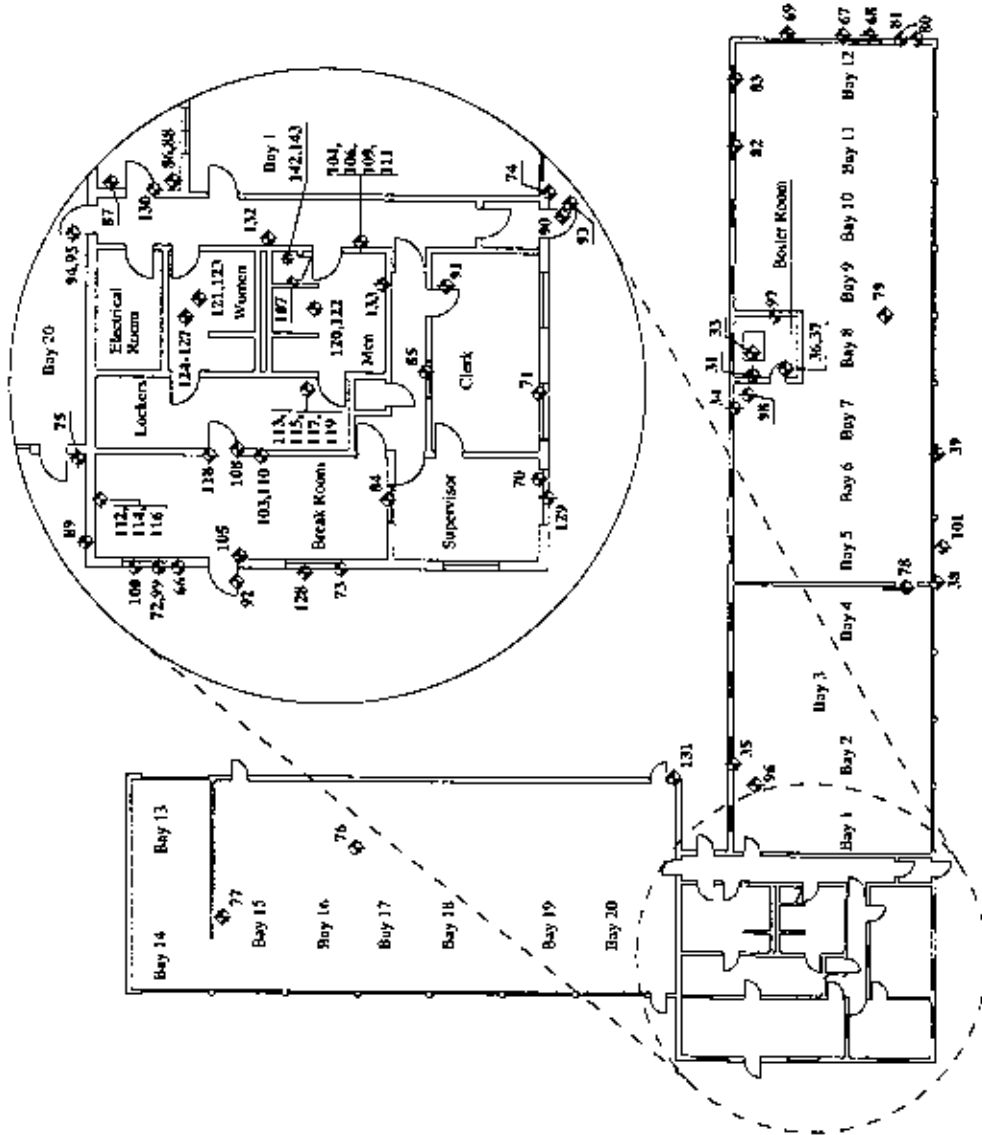 69
67
68
81
80
83
82
Bay 12
Bay 11
Bay 10
Bay 9
Bay 8
Bay 7
Bay 6
Bay 5
Bay 4
Bay 3
Bay 2
Bay 1
Boiler Room
97
33
31
34
98
36,37
79
39
101
38
78
35
96
131
76
77
Bay 13
Bay 14
Bay 15
Bay 16
Bay 17
Bay 18
Bay 19
Bay 20
Bay 20
94,95
87
130
86,88
Bay 1
142,143
104,
106,
109,
111
132
74
90
93
91
Electrical
Room
121,123
124-127
Women
107
120,122
133
Men
85
Clerk
71
Lockers
113,
115,
117,
119
75
118
108
103,110
84
Break Room
Supervisor
70
129
89
112,
114,
116
105
100
72,99
66
92
128
73